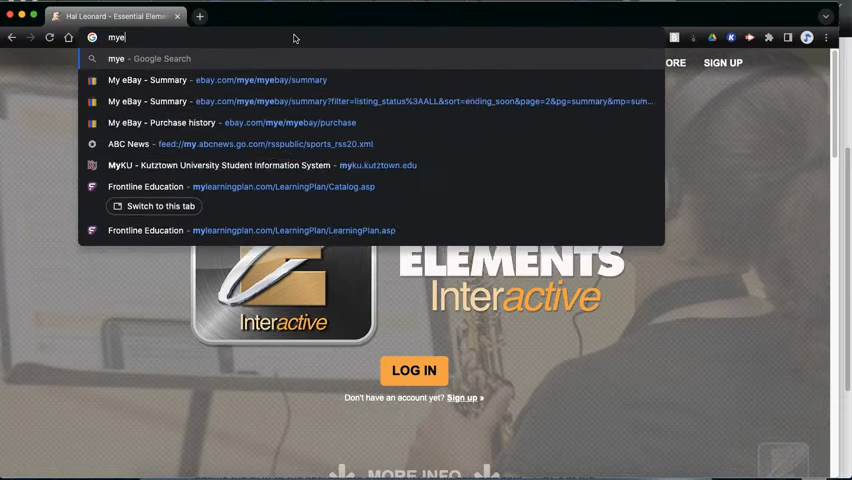 Hal Leonard - Essential Eleme
mye
ORE SIGN UP
mye - Google Search
My eBay - Summary - ebay.com/mye/myebay/summary
My eBay - Summary - ebay.com/mye/myebay/summary?filter=listing_status%3AALL&sort=ending_soon&page=2&pg=summary&mp=sum...
My eBay - Purchase history - ebay.com/mye/myebay/purchase
ABC News - feed://my.abcnews.go.com/rsspublic/sports_rss20.xml
MyKU - Kutztown University Student Information System - myku.kutztown.edu
Frontline Education - mylearningplan.com/LearningPlan/Catalog.asp
Switch to this tab
Frontline Education - mylearningplan.com/LearningPlan/LearningPlan.asp
ELEMENTS
Interactive
Interactive
LOG IN
Don't have an account yet? Sign up »
MORE INFO